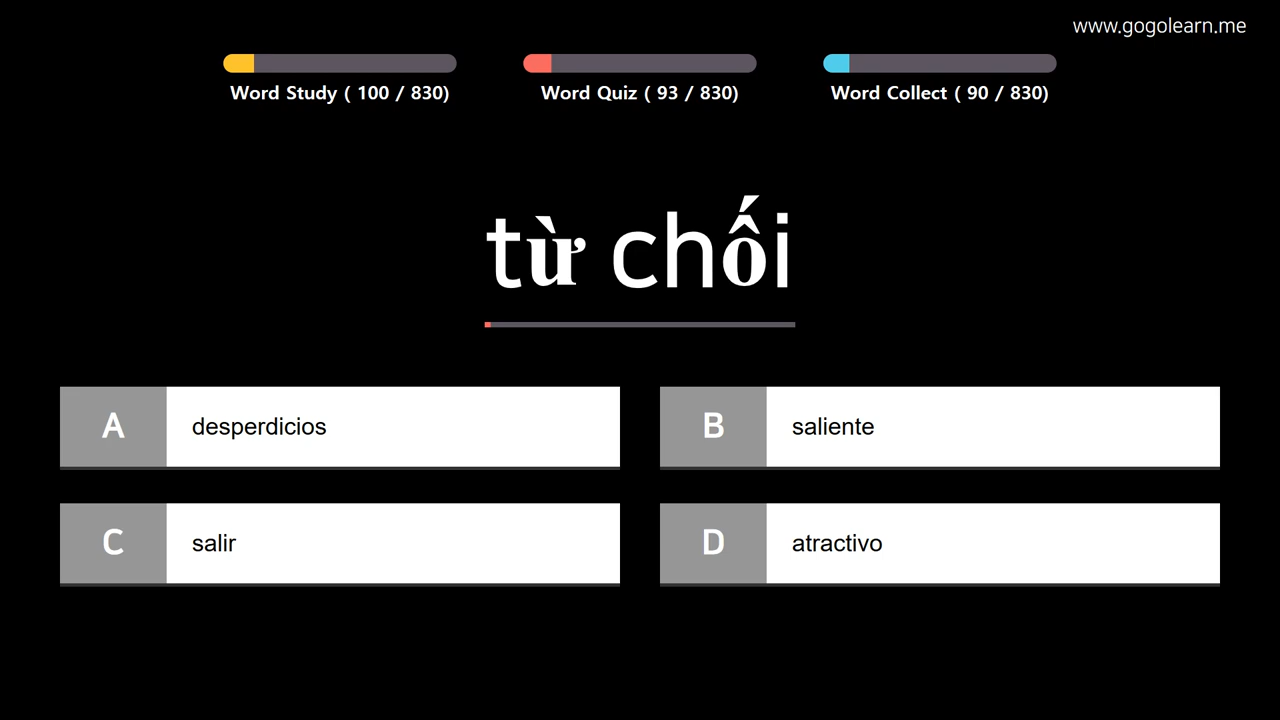 www.gogolearn.me
Word Study ( 100 / 830)
Word Quiz ( 93 / 830)
Word Collect ( 90 / 830)
từ chối
A desperdicios
B saliente
C salir
D atractivo